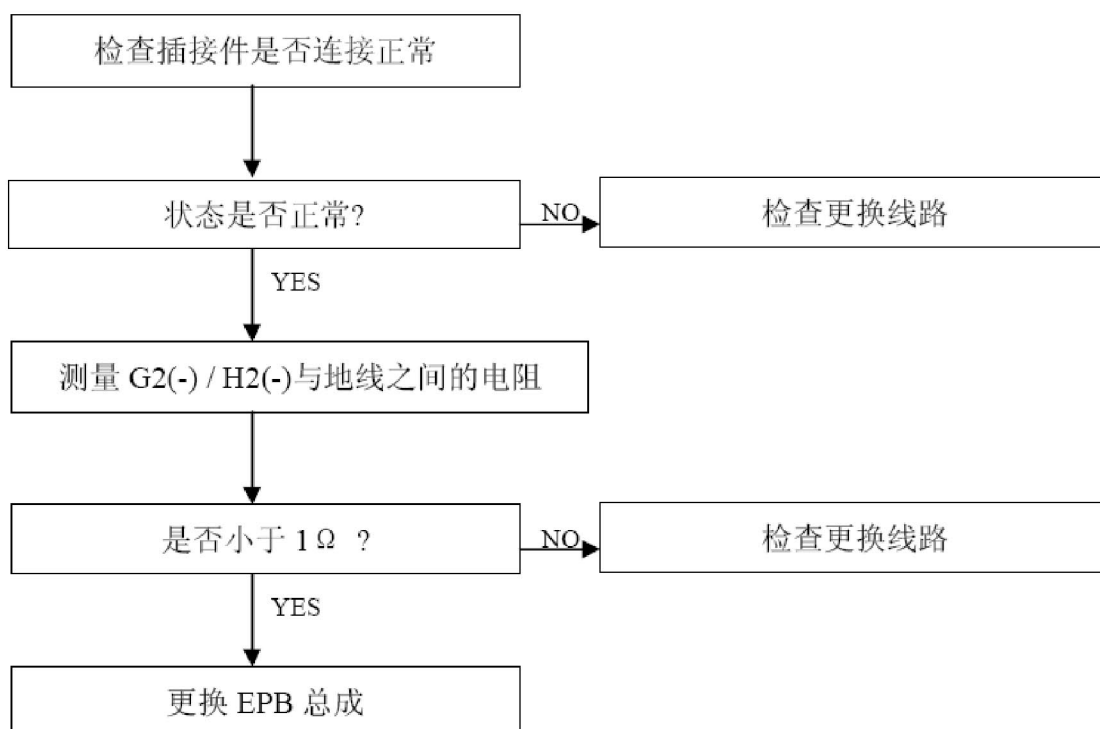 检查插接件是否连接正常
状态是否正常?
NO
检查更换线路
YES
测量 G2(-) / H2(-)与地线之间的电阻
是否小于 1Ω ?
NO
检查更换线路
YES
更换 EPB 总成